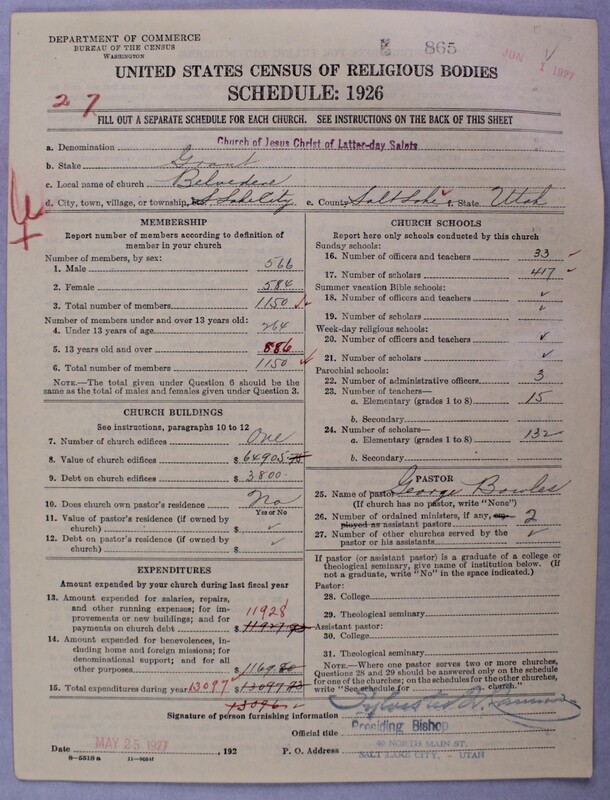 DEPARTMENT OF COMMERCE
BUREAU OF THE CENSUS
WASHINGTON
865
JUN 1 1927
UNITED STATES CENSUS OF RELIGIOUS BODIES
SCHEDULE: 1926
27
FILL OUT A SEPARATE SCHEDULE FOR EACH CHURCH. SEE INSTRUCTIONS ON THE BACK OF THIS SHEET
a. Denomination Church of Jesus Christ of Latter-day Saints
b. Stake Grant
c. Local name of church Belvedere
d. City, town, village, or township, S. Lake City e. County Salt Lake State Utah
MEMBERSHIP
Report number of members according to definition of member in your church
Number of members, by sex:
1. Male 566
2. Female 584
3. Total number of members 1150
Number of members under and over 13 years old:
4. Under 13 years of age 264
5. 13 years old and over 886
6. Total number of members 1150
NOTE.—The total given under Question 6 should be the same as the total of males and females given under Question 3.
CHURCH BUILDINGS
See instructions, paragraphs 10 to 12
7. Number of church edifices One
8. Value of church edifices $ 64905
9. Debt on church edifices $ 3800
10. Does church own pastor's residence No
Yes or No
11. Value of pastor's residence (if owned by church) $ ✓
12. Debt on pastor's residence (if owned by church) $ ✓
EXPENDITURES
Amount expended by your church during last fiscal year
13. Amount expended for salaries, repairs, and other running expenses; for improvements or new buildings; and for payments on church debt 11928 $
14. Amount expended for benevolences, including home and foreign missions; for denominational support; and for all other purposes $ 1169
15. Total expenditures during year 13097 $
13096
CHURCH SCHOOLS
Report here only schools conducted by this church
Sunday schools:
16. Number of officers and teachers 33
17. Number of scholars 417
Summer vacation Bible schools:
18. Number of officers and teachers ✓
19. Number of scholars ✓
Week-day religious schools:
20. Number of officers and teachers ✓
21. Number of scholars ✓
Parochial schools:
22. Number of administrative officers 3
23. Number of teachers—
a. Elementary (grades 1 to 8) 15
b. Secondary
24. Number of scholars—
a. Elementary (grades 1 to 8) 132
b. Secondary
PASTOR
25. Name of pastor George Bowles
(If church has no pastor, write "None")
26. Number of ordained ministers, if any, employed as assistant pastors 2
27. Number of other churches served by the pastor or his assistants ✓
If pastor (or assistant pastor) is a graduate of a college or theological seminary, give name of institution below. (If not a graduate, write "No" in the space indicated.)
Pastor:
28. College
29. Theological seminary
Assistant pastor:
30. College
31. Theological seminary
NOTE.—Where one pastor serves two or more churches, Questions 28 and 29 should be answered only on the schedule for one of the churches; on the schedules for the other churches, write "See schedule for church."
Signature of person furnishing information Sylvester Q. Cannon
Official title Presiding Bishop
Date MAY 25 1927, 192 P. O. Address 40 NORTH MAIN ST.
SALT LAKE CITY, - UTAH
8—5518 a